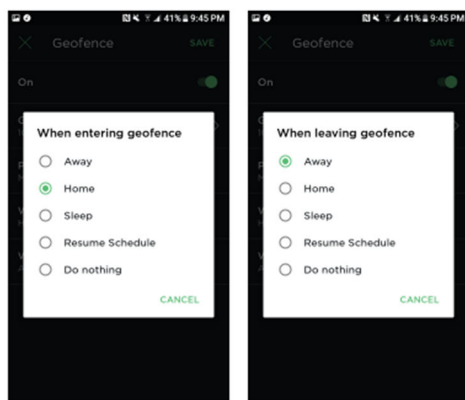 41% 9:45 PM
Geofence SAVE
On
When entering geofence
Away
Home
Sleep
Resume Schedule
Do nothing
CANCEL
41% 9:45 PM
Geofence SAVE
On
When leaving geofence
Away
Home
Sleep
Resume Schedule
Do nothing
CANCEL